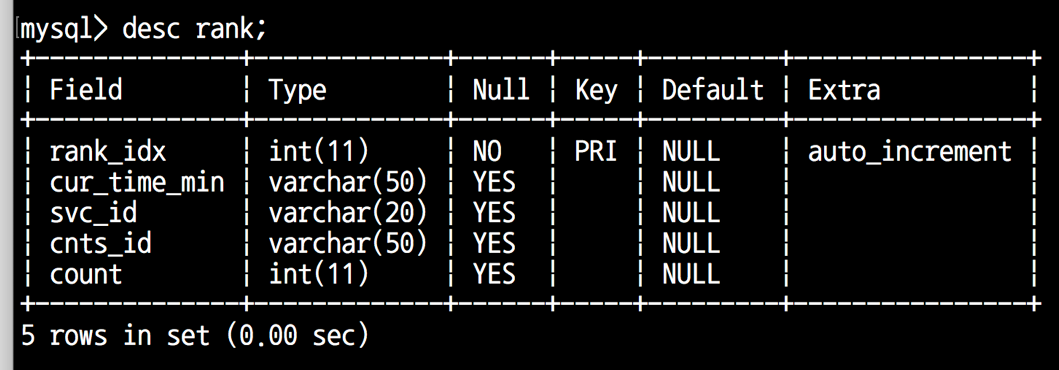 mysql> desc rank;
+--------------+-------------+------+-----+---------+----------------+
| Field        | Type        | Null | Key | Default | Extra          |
+--------------+-------------+------+-----+---------+----------------+
| rank_idx     | int(11)     | NO   | PRI | NULL    | auto_increment |
| cur_time_min | varchar(50) | YES  |     | NULL    |                |
| svc_id       | varchar(20) | YES  |     | NULL    |                |
| cnts_id      | varchar(50) | YES  |     | NULL    |                |
| count        | int(11)     | YES  |     | NULL    |                |
+--------------+-------------+------+-----+---------+----------------+
5 rows in set (0.00 sec)